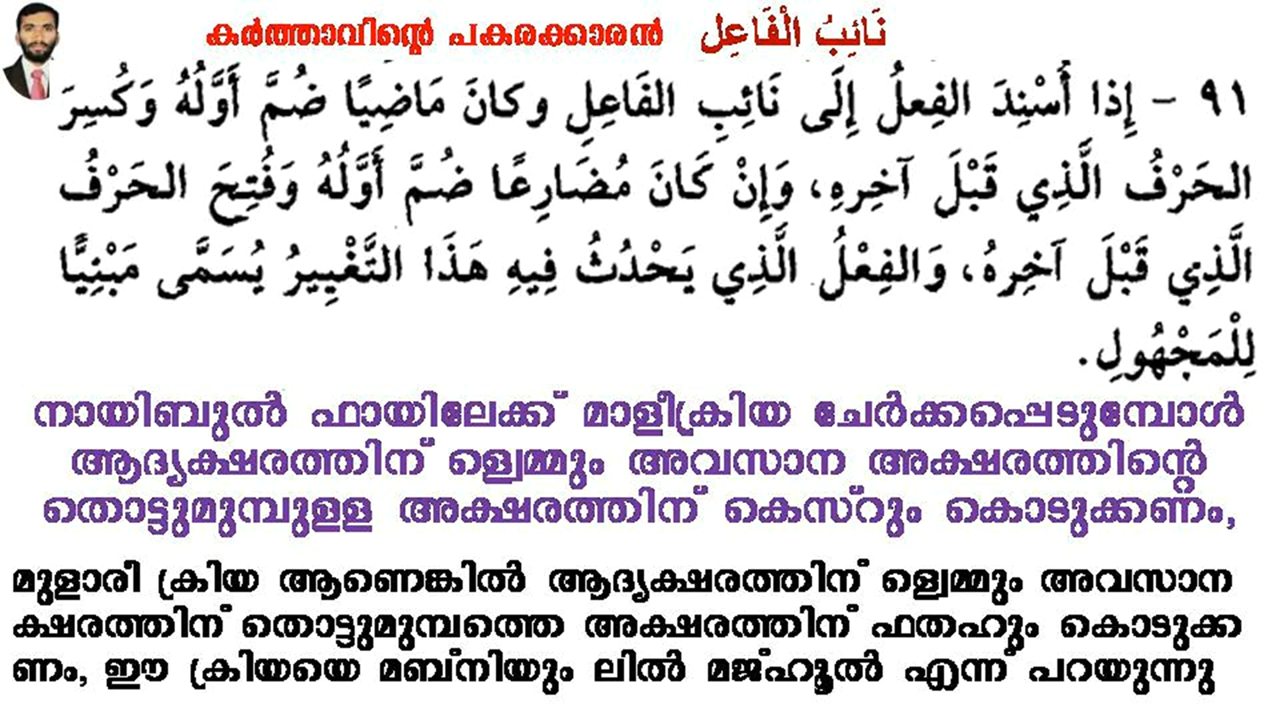 കർത്താവിന്റെ പകരക്കാരൻ نَائِبُ الْفَاعِل
٩١ - إِذا أُسْنِدَ الفِعلُ إِلَى نَائِبِ الفَاعِلِ وكانَ مَاضِيًا ضُمَّ أَوَّلُهُ وَكُسِرَ
الحَرْفُ الَّذِي قَبْلَ آخِرِهِ، وَإِنْ كَانَ مُضَارِعًا ضُمَّ أَوَّلُهُ وَفُتِحَ الحَرْفُ
الَّذِي قَبْلَ آخِرِهُ، وَالفِعْلُ الَّذِي يَحْدُثُ فِيهِ هَذَا التَّغْيِيرُ يُسَمَّى مَبْنِيًّا
لِلْمَجْهُولِ.
നായിബുൽ ഫായിലേക്ക് മാളീക്രിയ ചേർക്കപ്പെടുമ്പോൾ
ആദ്യക്ഷരത്തിന് ള്വെമ്മും അവസാന അക്ഷരത്തിന്റെ
തൊട്ടുമുമ്പുളള അക്ഷരത്തിന് കെസ്റും കൊടുക്കണം,
മുളാരീ ക്രിയ ആണെങ്കിൽ ആദ്യക്ഷരത്തിന് ള്വെമ്മും അവസാന
ക്ഷരത്തിന് തൊട്ടുമുമ്പത്തെ അക്ഷരത്തിന് ഫതഹും കൊടുക്ക
ണം, ഈ ക്രിയയെ മബ്നിയും ലിൽ മജ്ഹൂൽ എന്ന് പറയുന്നു